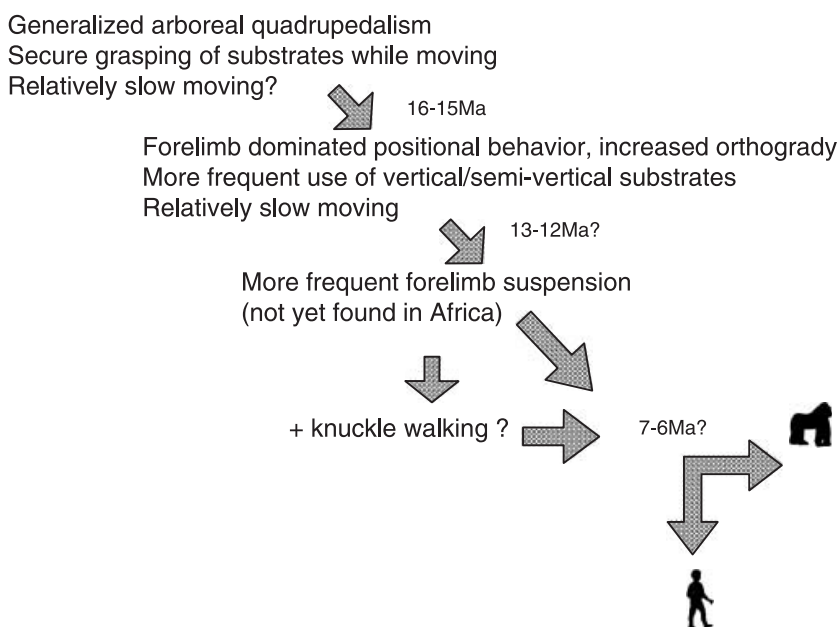 Generalized arboreal quadrupedalism
Secure grasping of substrates while moving
Relatively slow moving?
16-15Ma
Forelimb dominated positional behavior, increased orthogrady
More frequent use of vertical/semi-vertical substrates
Relatively slow moving
13-12Ma?
More frequent forelimb suspension
(not yet found in Africa)
+ knuckle walking ?
7-6Ma?